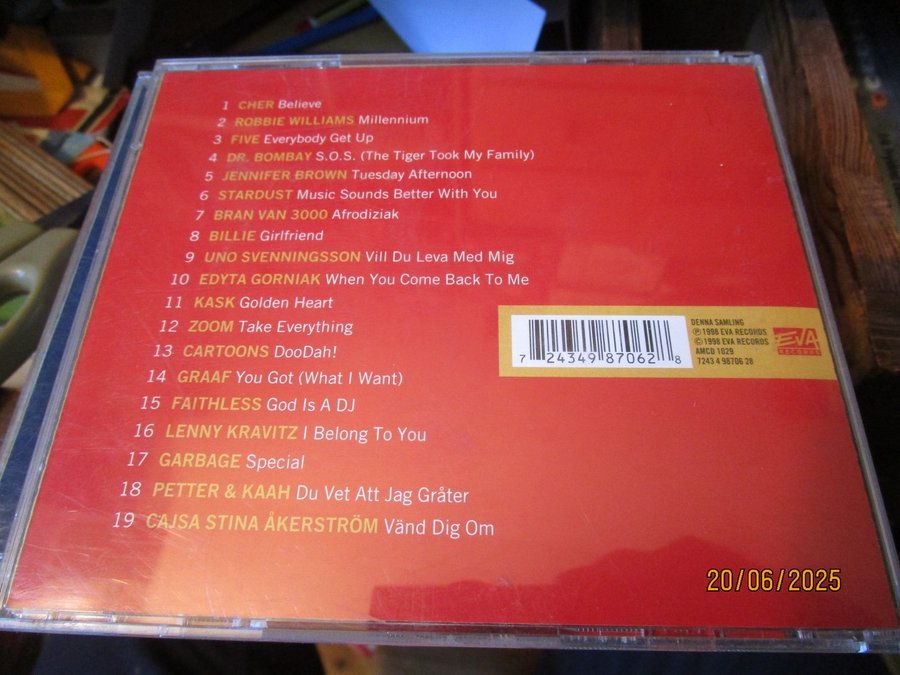 1 CHER Believe
2 ROBBIE WILLIAMS Millennium
3 FIVE Everybody Get Up
4 DR. BOMBAY S.O.S. (The Tiger Took My Family)
5 JENNIFER BROWN Tuesday Afternoon
6 STARDUST Music Sounds Better With You
7 BRAN VAN 3000 Afrodiziak
8 BILLIE Girlfriend
9 UNO SVENNINGSSON Vill Du Leva Med Mig
10 EDYTA GORNIAK When You Come Back To Me
11 KASK Golden Heart
12 ZOOM Take Everything
13 CARTOONS DooDah!
14 GRAAF You Got (What I Want)
15 FAITHLESS God Is A DJ
16 LENNY KRAVITZ I Belong To You
17 GARBAGE Special
18 PETTER & KAAH Du Vet Att Jag Gråter
19 CAJSA STINA ÅKERSTRÖM Vänd Dig Om
7 24349 87062 8
DENNA SAMLING
℗ 1998 EVA RECORDS
© 1998 EVA RECORDS
AMCD 1029
7243 4 98706 28
EVA
RECORDS
20/06/2025